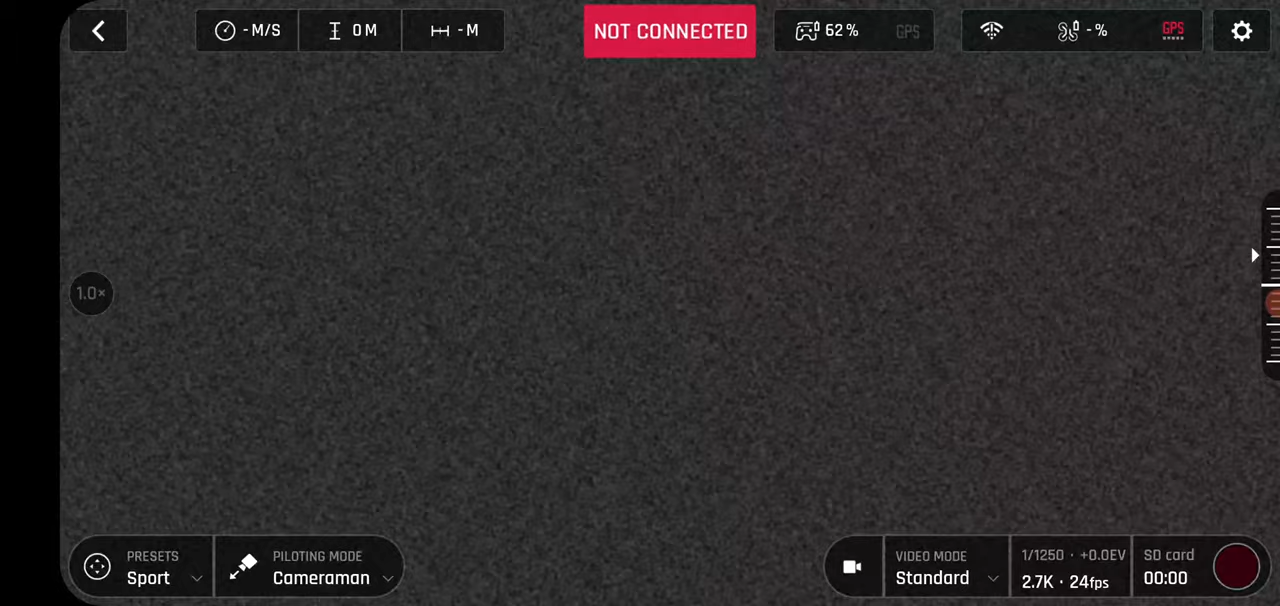 - M/S
0 M
- M
NOT CONNECTED
62 %
GPS
- %
GPS
1.0×
PRESETS
Sport
PILOTING MODE
Cameraman
VIDEO MODE
Standard
1/1250 · +0.0EV
2.7K · 24fps
SD card
00:00